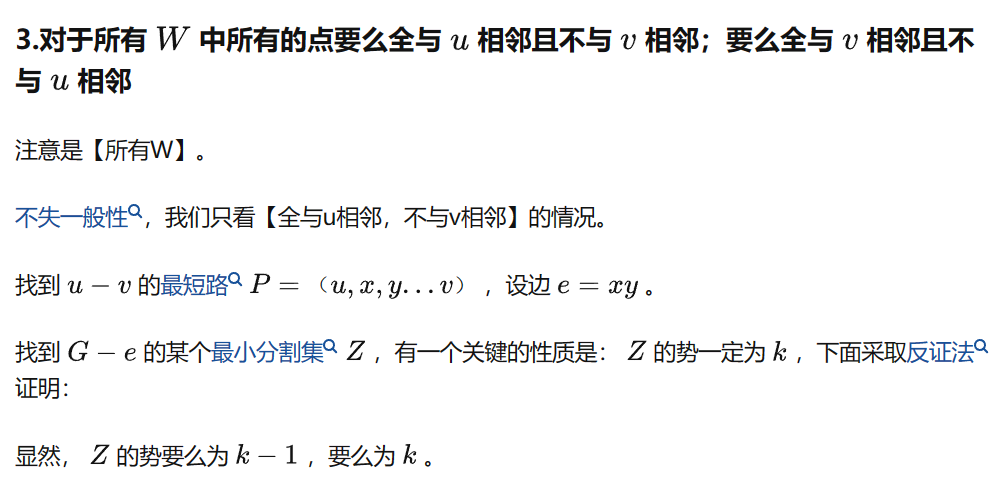 3.对于所有 W 中所有的点要么全与 u 相邻且不与 v 相邻；要么全与 v 相邻且不
与 u 相邻
注意是【所有W】。
不失一般性，我们只看【全与u相邻，不与v相邻】的情况。
找到 u − v 的最短路 P = （u, x, y...v） ，设边 e = xy 。
找到 G − e 的某个最小分割集 Z ，有一个关键的性质是： Z 的势一定为 k ，下面采取反证法
证明：
显然， Z 的势要么为 k − 1 ，要么为 k 。